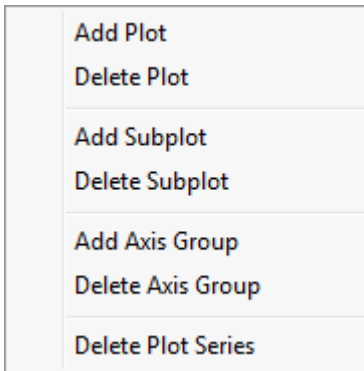 Add Plot
Delete Plot
Add Subplot
Delete Subplot
Add Axis Group
Delete Axis Group
Delete Plot Series